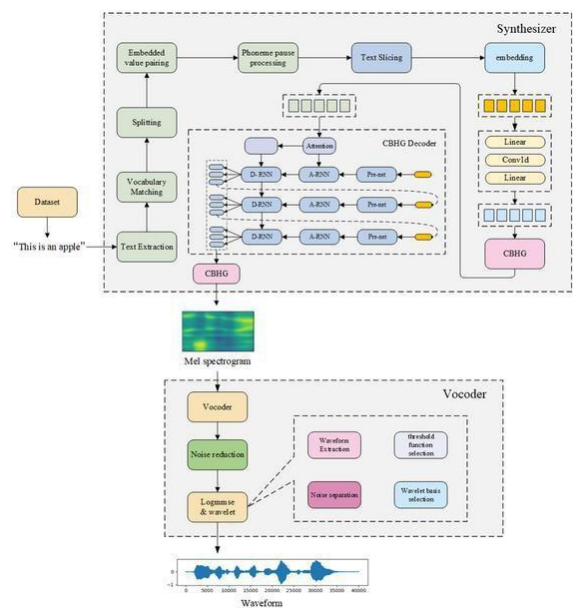 Synthesizer
Embedded
value pairing
Phoneme pause
processing
Text Slicing
embedding
Splitting
Vocabulary
Matching
Text Extraction
Dataset
"This is an apple"
CBHG Decoder
Attention
D-RNN
A-RNN
Pre-net
D-RNN
A-RNN
Pre-net
D-RNN
A-RNN
Pre-net
Linear
Conv1d
Linear
CBHG
CBHG
Mel spectrogram
Vocoder
Vocoder
Noise reduction
Logmmse
& wavelet
Waveform
Extraction
threshold
function
selection
Noise separation
Wavelet basis
selection
0
-1
0
5000
10000
15000
20000
25000
30000
35000
40000
Waveform